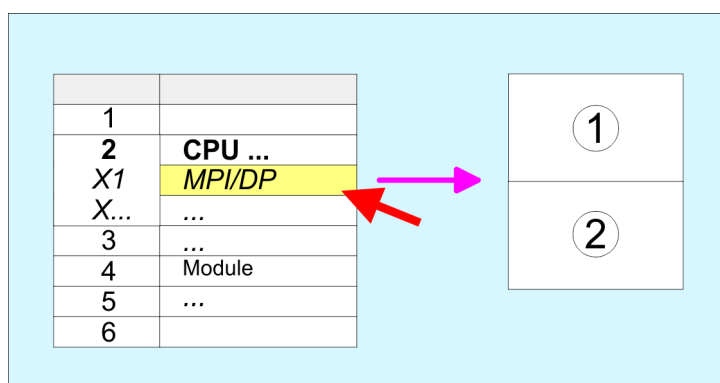 1
2 CPU ...
X1 MPI/DP
X... ...
3 ...
4 Module
5 ...
6
①
②